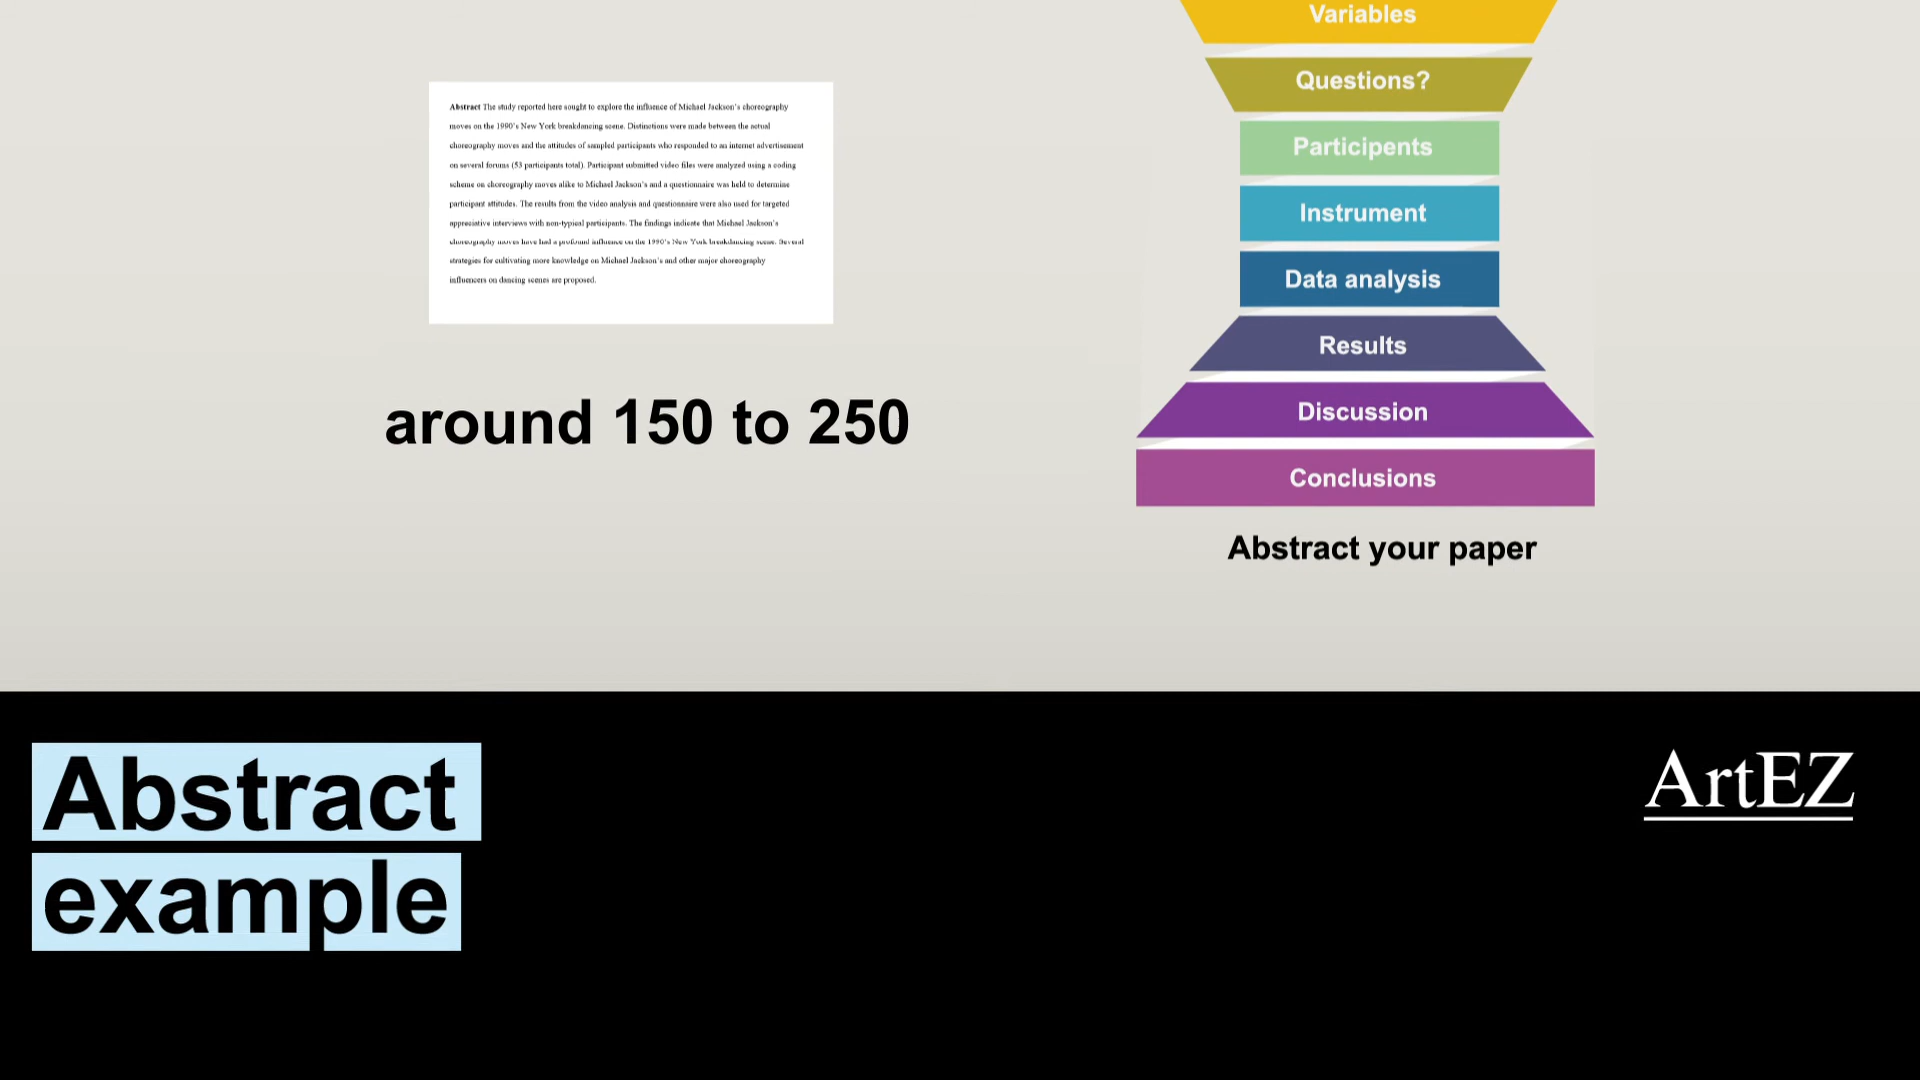 Abstract The study reported here sought to explore the influence of Michael Jackson's choreography
moves on the 1990's New York breakdancing scene. Distinctions were made between the actual
choreography moves and the attitudes of sampled participants who responded to an internet advertisement
on several forums (53 participants total). Participant submitted video files were analyzed using a coding
scheme on choreography moves alike to Michael Jackson's and a questionnaire was held to determine
participant attitudes. The results from the video analysis and questionnaire were also used for targeted
appreciative interviews with non-typical participants. The findings indicate that Michael Jackson's
choreography moves have had a profound influence on the 1990's New York breakdancing scene. Several
strategies for cultivating more knowledge on Michael Jackson's and other major choreography
influencers on dancing scenes are proposed.
around 150 to 250
Variables
Questions?
Participents
Instrument
Data analysis
Results
Discussion
Conclusions
Abstract your paper
Abstract
example
ArtEZ